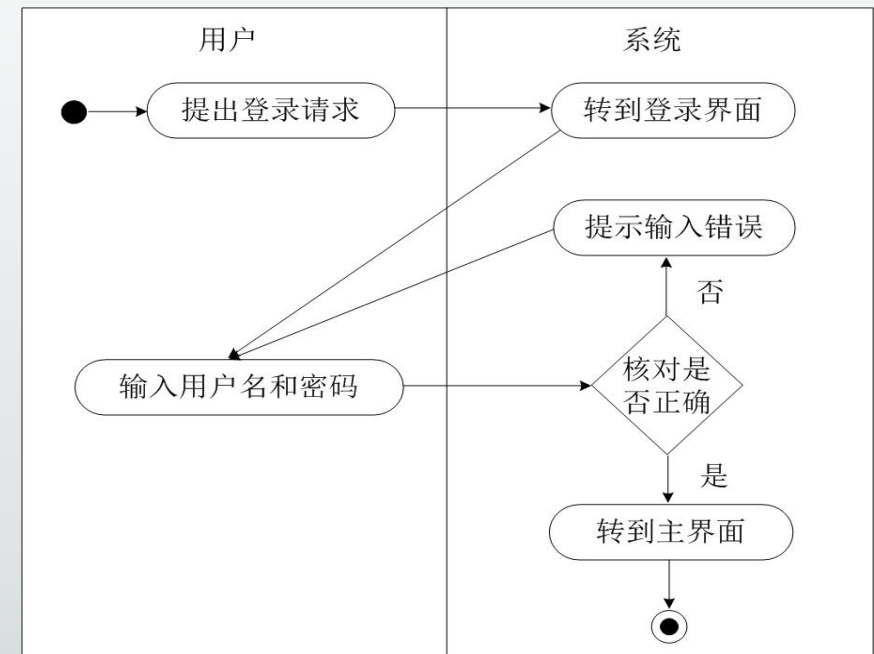 用户
系统
提出登录请求
转到登录界面
提示输入错误
否
输入用户名和密码
核对是
否正确
是
转到主界面